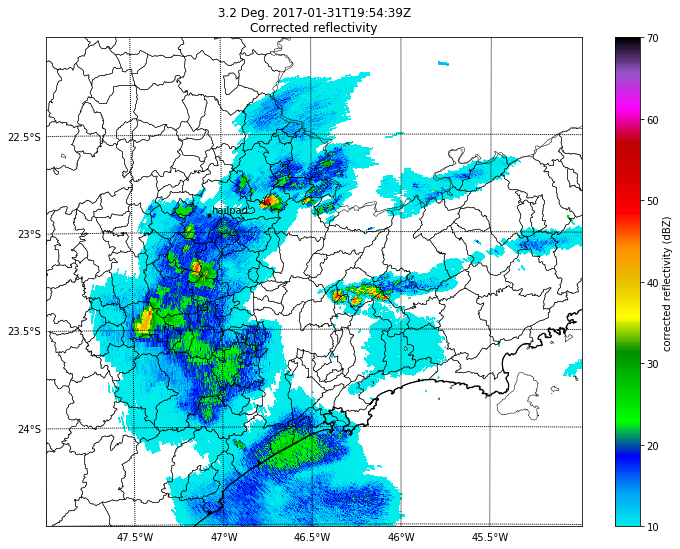 3.2 Deg. 2017-01-31T19:54:39Z
Corrected reflectivity
22.5°S
23°S
23.5°S
24°S
hailpad
47.5°W
47°W
46.5°W
46°W
45.5°W
70
60
50
40
30
20
10
corrected reflectivity (dBZ)